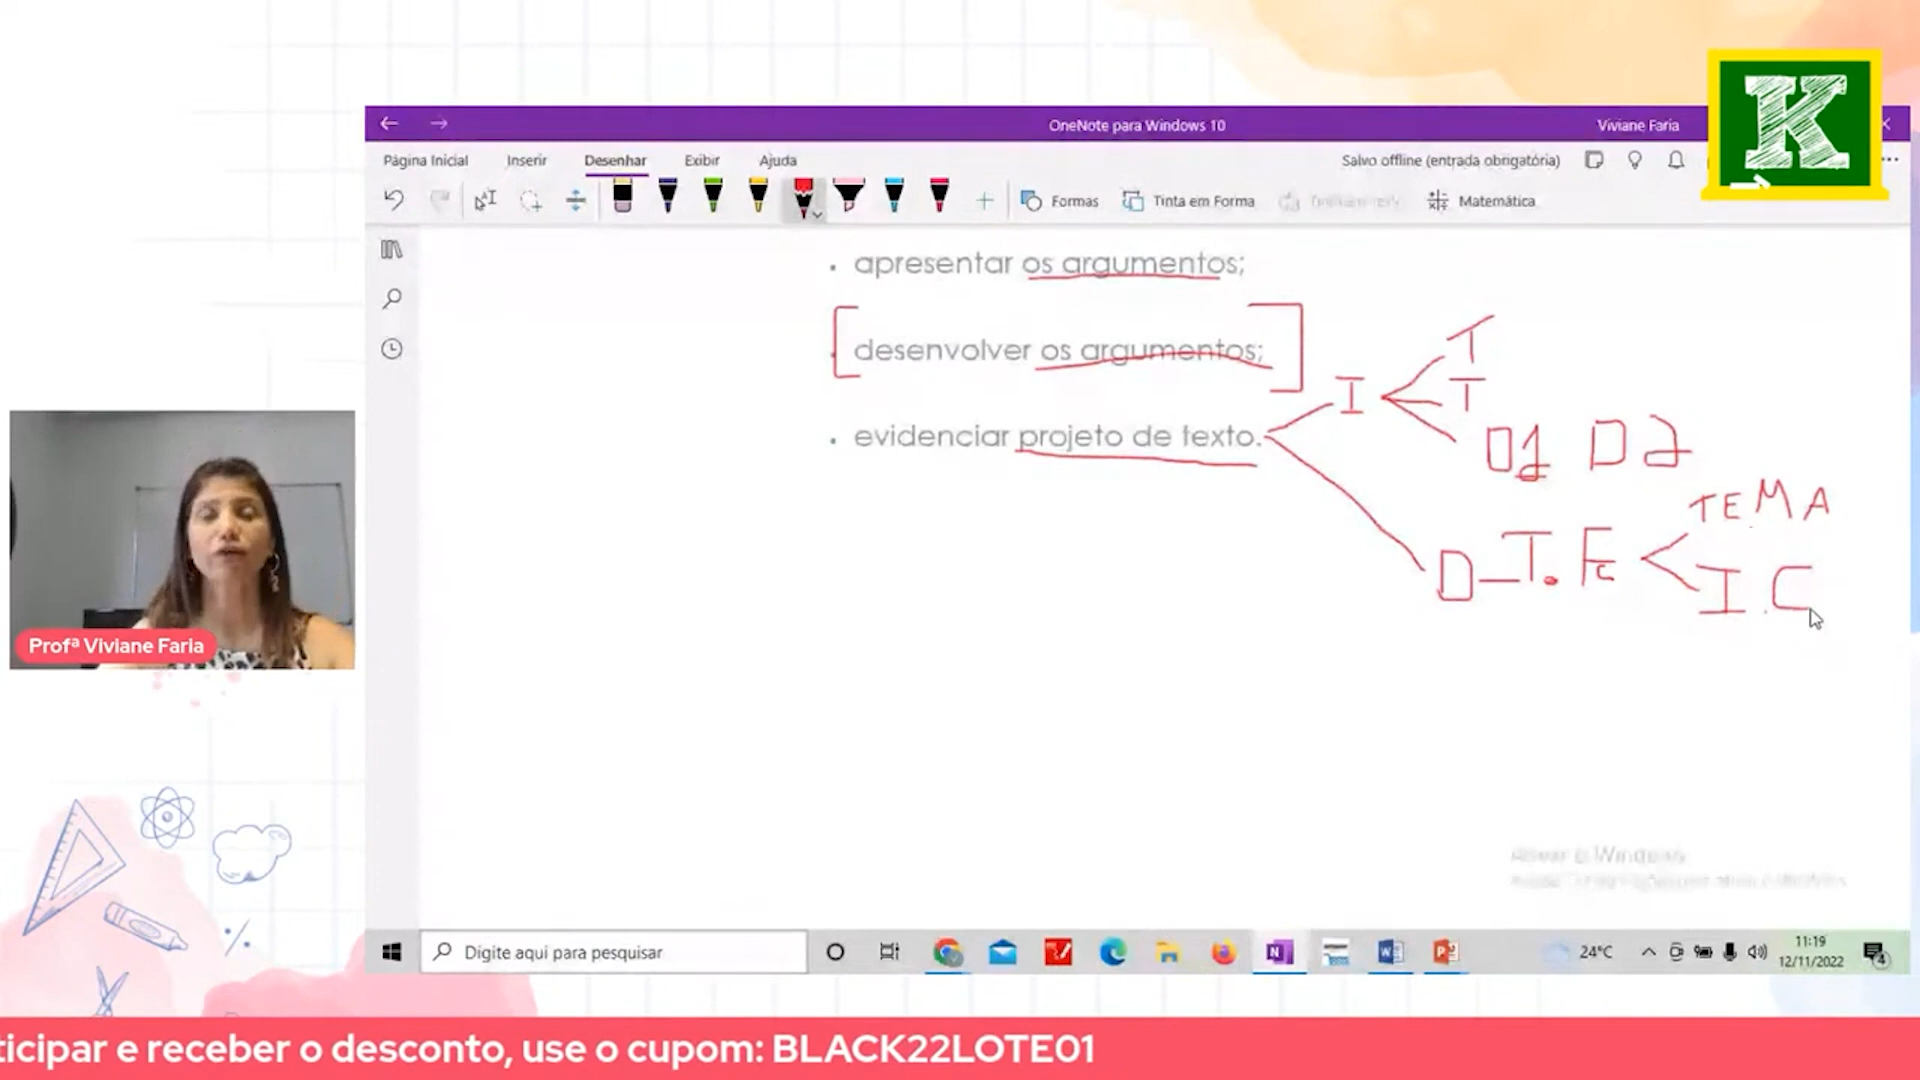 K
OneNote para Windows 10
Viviane Faria
Página Inicial Inserir Desenhar Exibir Ajuda
Salvo offline (entrada obrigatória)
Formas Tinta em Forma Matemática
apresentar os argumentos;
desenvolver os argumentos;
evidenciar projeto de texto.
I
T
T
D1 D2
D T. F
TEMA
I.C
Profª Viviane Faria
Digite aqui para pesquisar
24°C
11:19
12/11/2022
4
ticipar e receber o desconto, use o cupom: BLACK22LOTE01